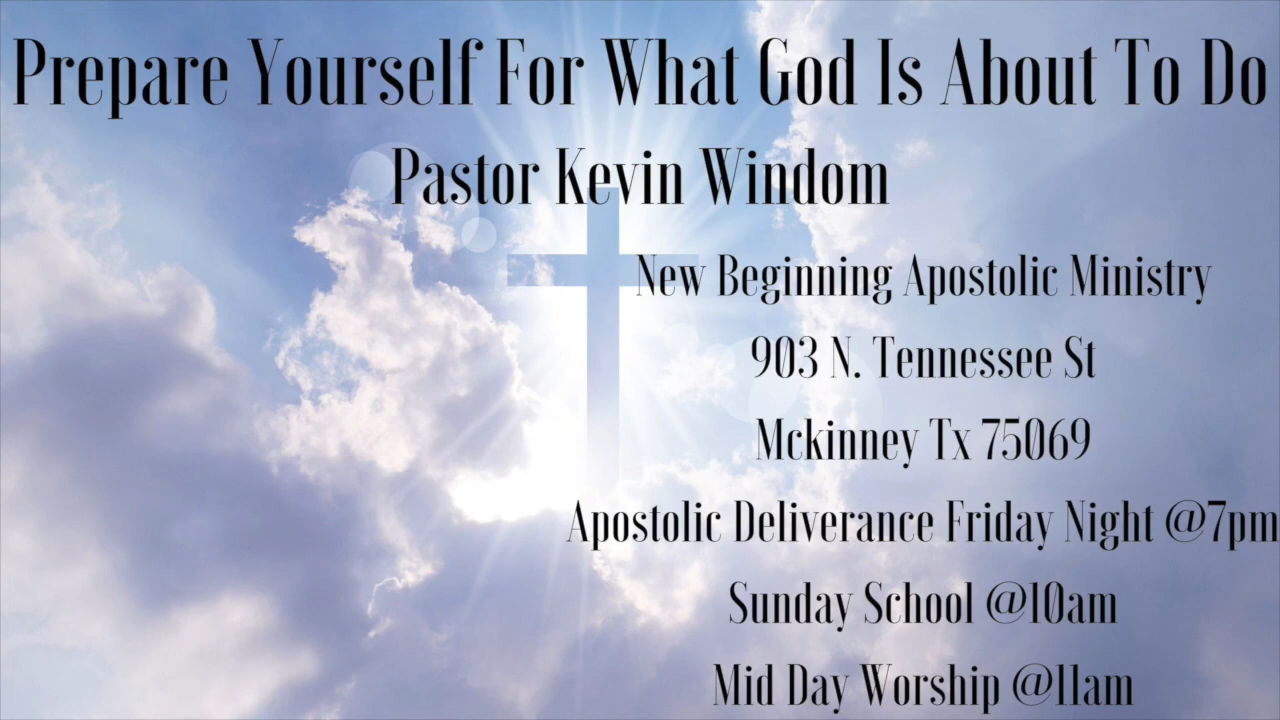 Prepare Yourself For What God Is About To Do
Pastor Kevin Windom
New Beginning Apostolic Ministry
903 N. Tennessee St
Mckinney Tx 75069
Apostolic Deliverance Friday Night @7pm
Sunday School @10am
Mid Day Worship @11am